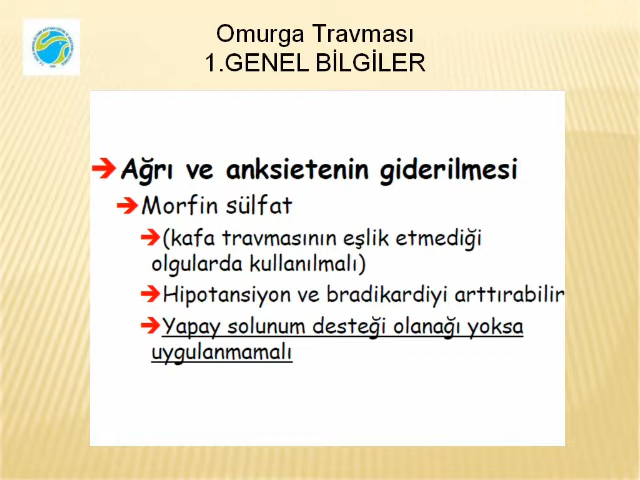 Omurga Travması
1.GENEL BİLGİLER
Ağrı ve anksietenin giderilmesi
Morfin sülfat
(kafa travmasının eşlik etmediği
olgularda kullanılmalı)
Hipotansiyon ve bradikardiyi arttırabilir
Yapay solunum desteği olanağı yoksa
uygulanmamalı